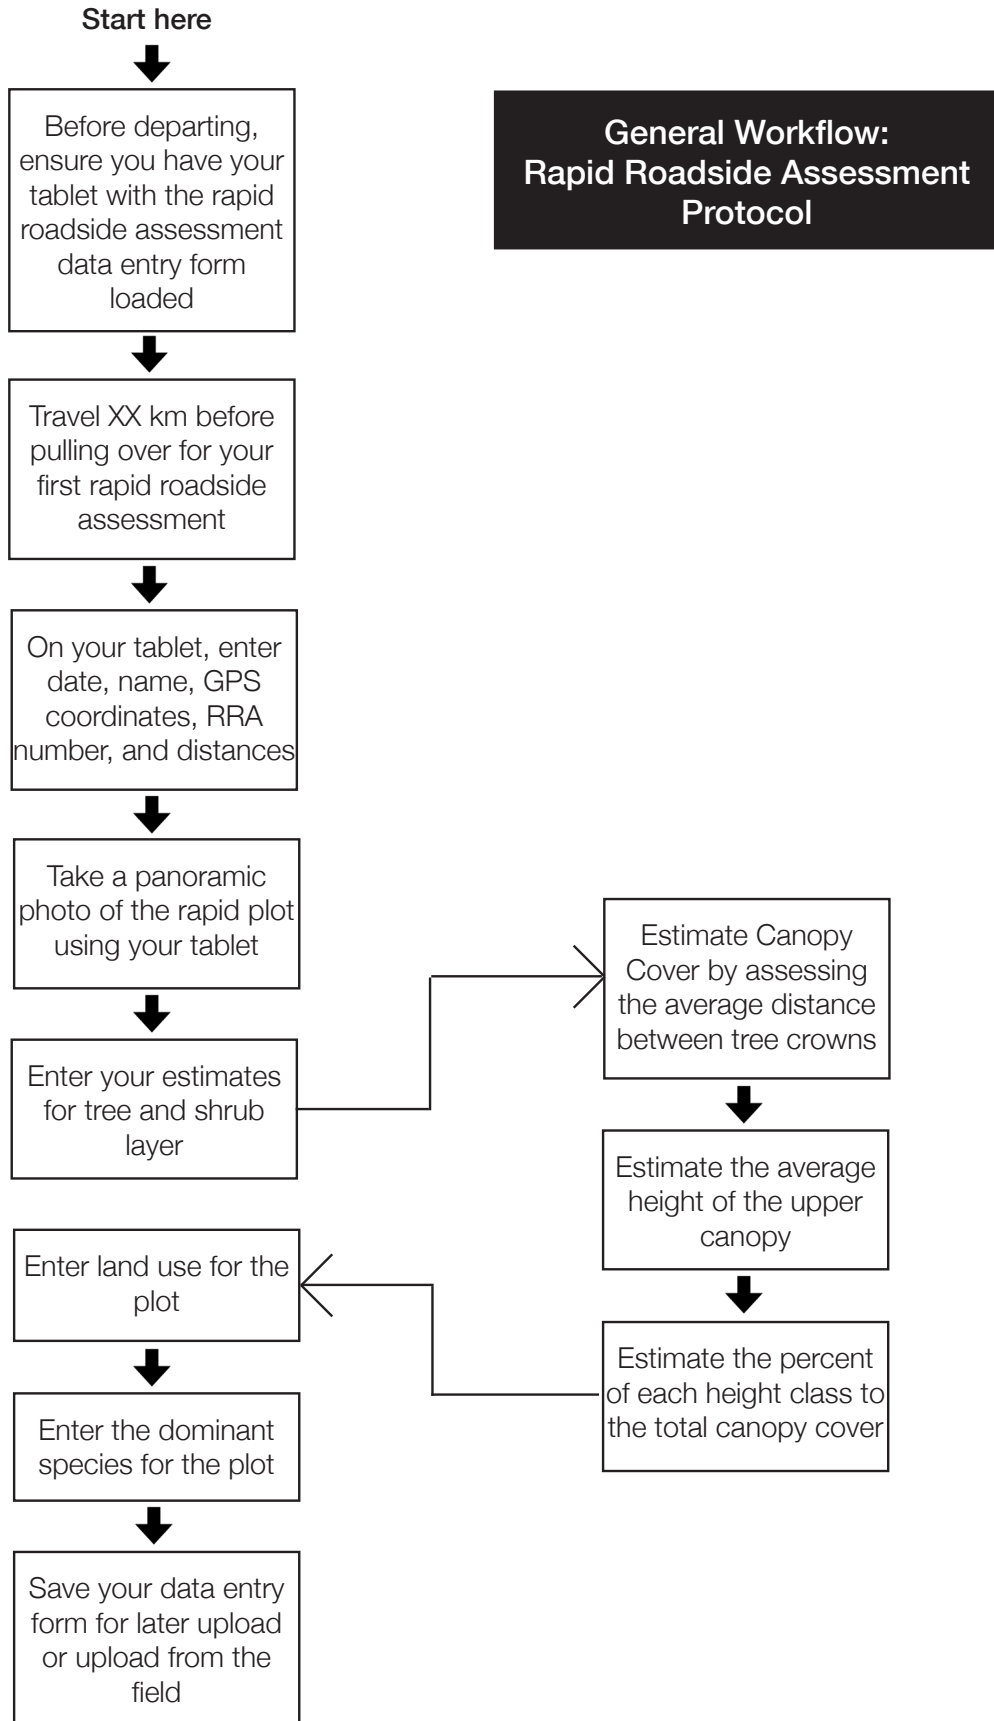 Start here
General Workflow:
Rapid Roadside Assessment
Protocol
Before departing,
ensure you have your
tablet with the rapid
roadside assessment
data entry form
loaded
Travel XX km before
pulling over for your
first rapid roadside
assessment
On your tablet, enter
date, name, GPS
coordinates, RRA
number, and distances
Take a panoramic
photo of the rapid plot
using your tablet
Enter your estimates
for tree and shrub
layer
Estimate Canopy
Cover by assessing
the average distance
between tree crowns
Estimate the average
height of the upper
canopy
Estimate the percent
of each height class to
the total canopy cover
Enter land use for the
plot
Enter the dominant
species for the plot
Save your data entry
form for later upload
or upload from the
field